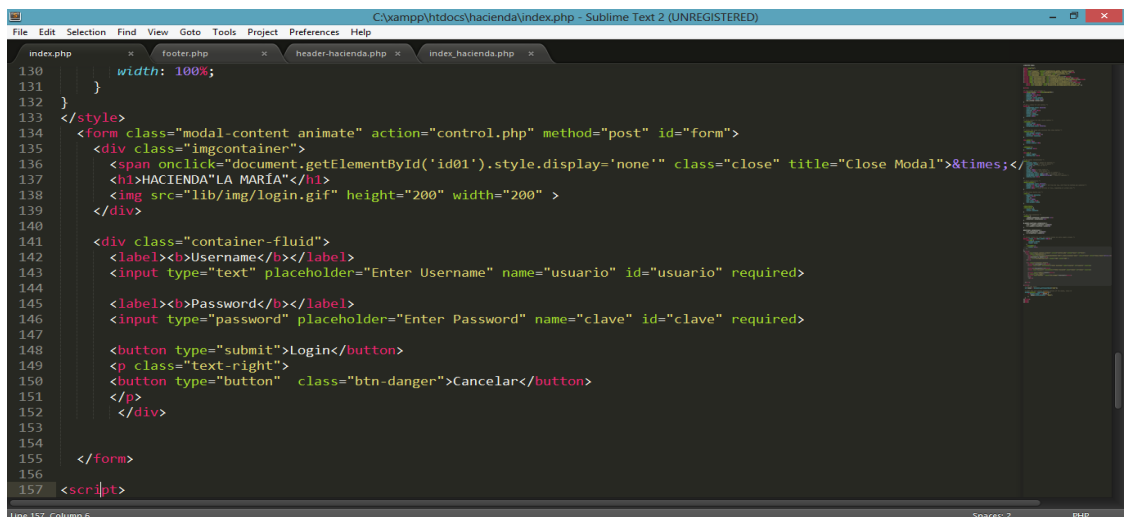 C:\xampp\htdocs\hacienda\index.php - Sublime Text 2 (UNREGISTERED)
File Edit Selection Find View Goto Tools Project Preferences Help
index.php × footer.php × header-hacienda.php × index_hacienda.php ×
130 width: 100%;
131 }
132 }
133 </style>
134 <form class="modal-content animate" action="control.php" method="post" id="form">
135 <div class="imgcontainer">
136 <span onclick="document.getElementById('id01').style.display='none'" class="close" title="Close Modal">&times;</
137 <h1>HACIENDA"LA MARÍA"</h1>
138 <img src="lib/img/login.gif" height="200" width="200" >
139 </div>
140
141 <div class="container-fluid">
142 <label><b>Username</b></label>
143 <input type="text" placeholder="Enter Username" name="usuario" id="usuario" required>
144
145 <label><b>Password</b></label>
146 <input type="password" placeholder="Enter Password" name="clave" id="clave" required>
147
148 <button type="submit">Login</button>
149 <p class="text-right">
150 <button type="button" class="btn-danger">Cancelar</button>
151 </p>
152 </div>
153
154
155 </form>
156
157 <script>
Line 157, Column 6 Spaces: 2 PHP